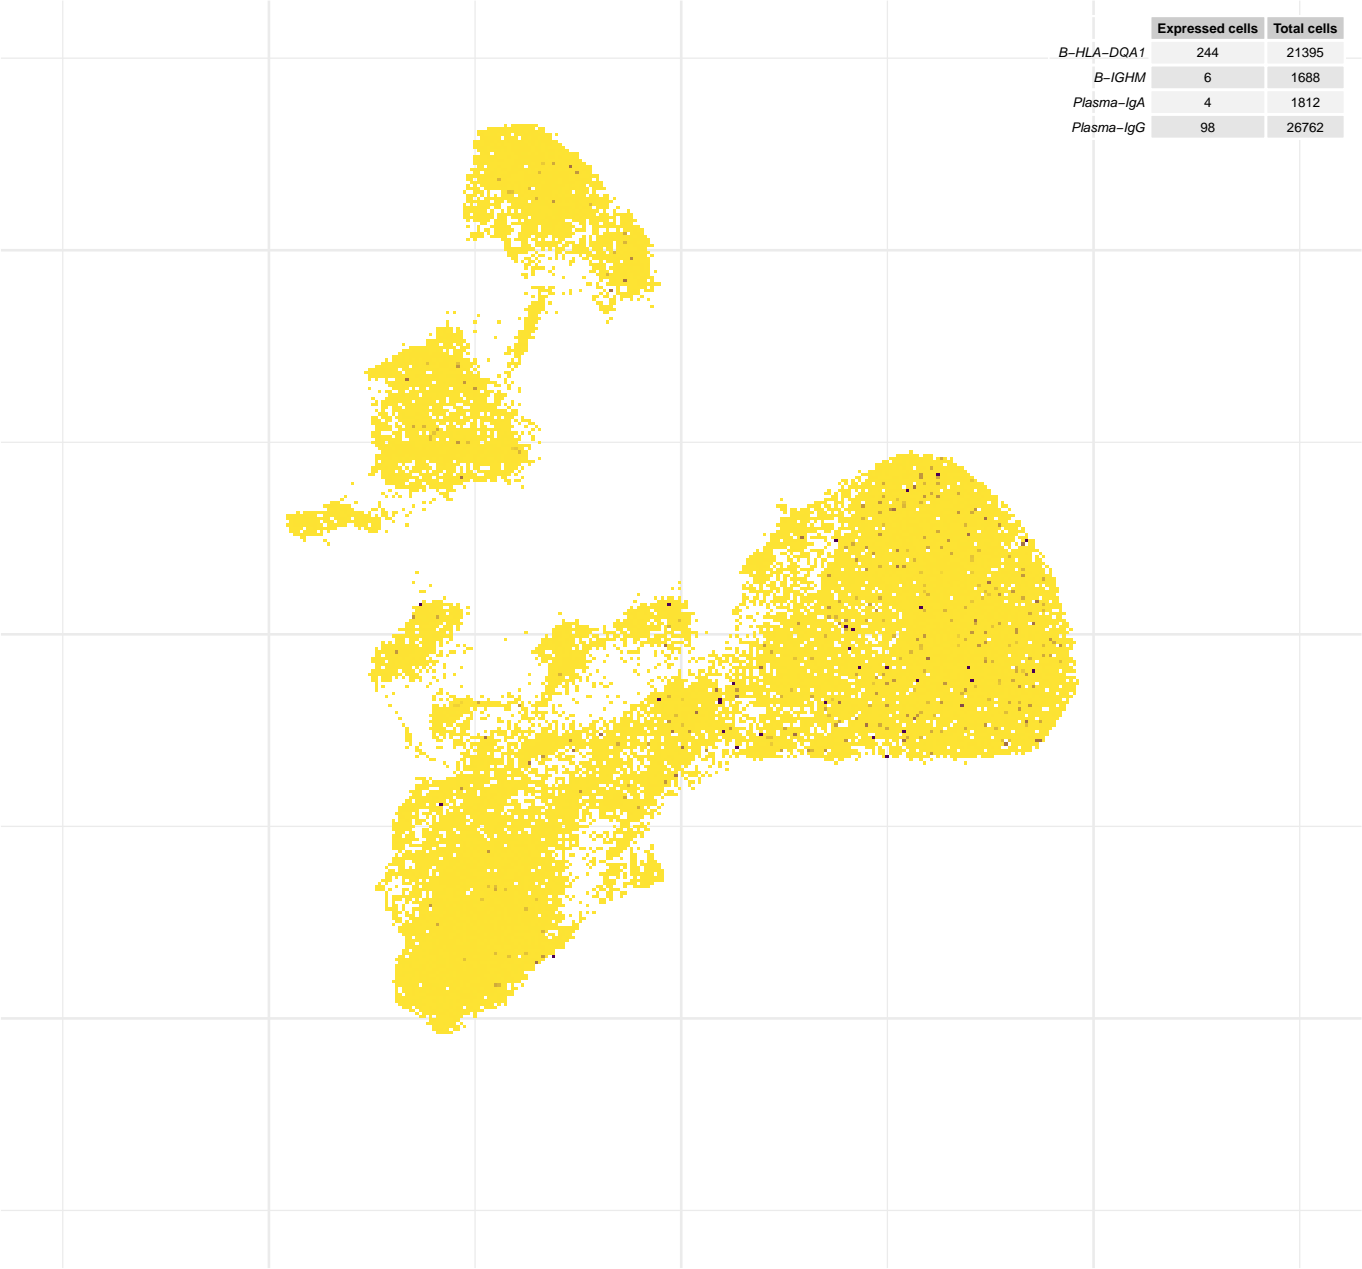 Expressed cells Total cells
B−HLA−DQA1 244 21395
B−IGHM 6 1688
Plasma−IgA 4 1812
Plasma−IgG 98 26762